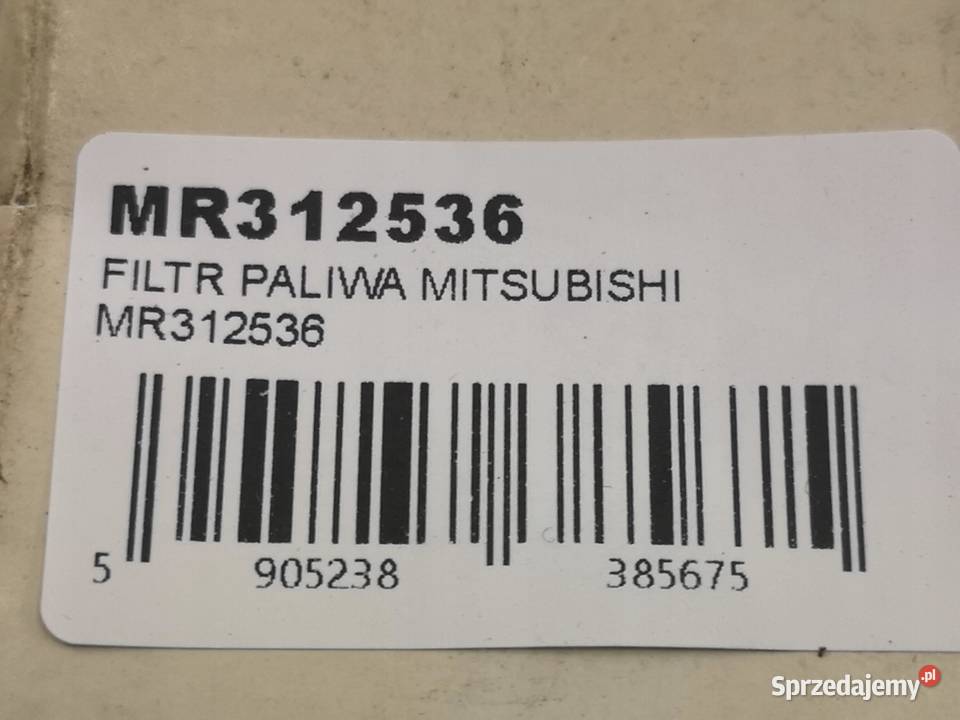 MR312536
FILTR PALIWA MITSUBISHI
MR312536
5 905238 385675
Sprzedajemy.pl